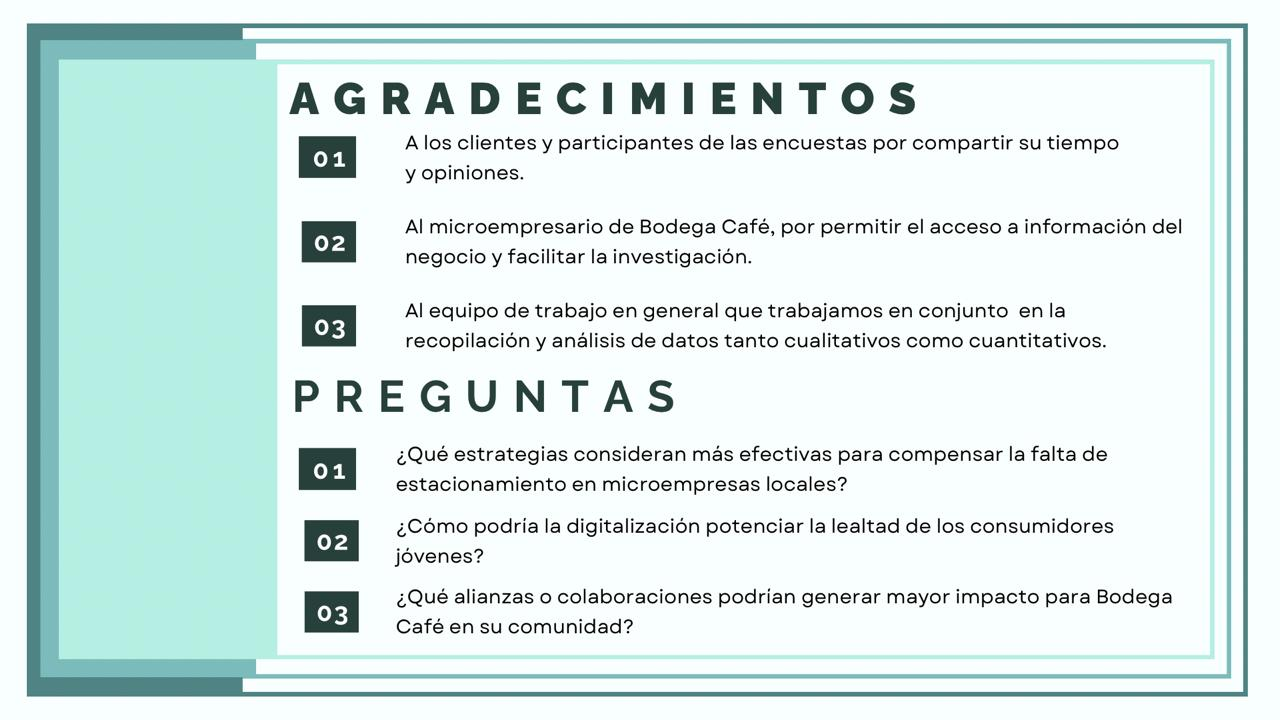 AGRADECIMIENTOS
01
A los clientes y participantes de las encuestas por compartir su tiempo
y opiniones.
02
Al microempresario de Bodega Café, por permitir el acceso a información del
negocio y facilitar la investigación.
03
Al equipo de trabajo en general que trabajamos en conjunto  en la
recopilación y análisis de datos tanto cualitativos como cuantitativos.
PREGUNTAS
01
¿Qué estrategias consideran más efectivas para compensar la falta de
estacionamiento en microempresas locales?
02
¿Cómo podría la digitalización potenciar la lealtad de los consumidores
jóvenes?
03
¿Qué alianzas o colaboraciones podrían generar mayor impacto para Bodega
Café en su comunidad?